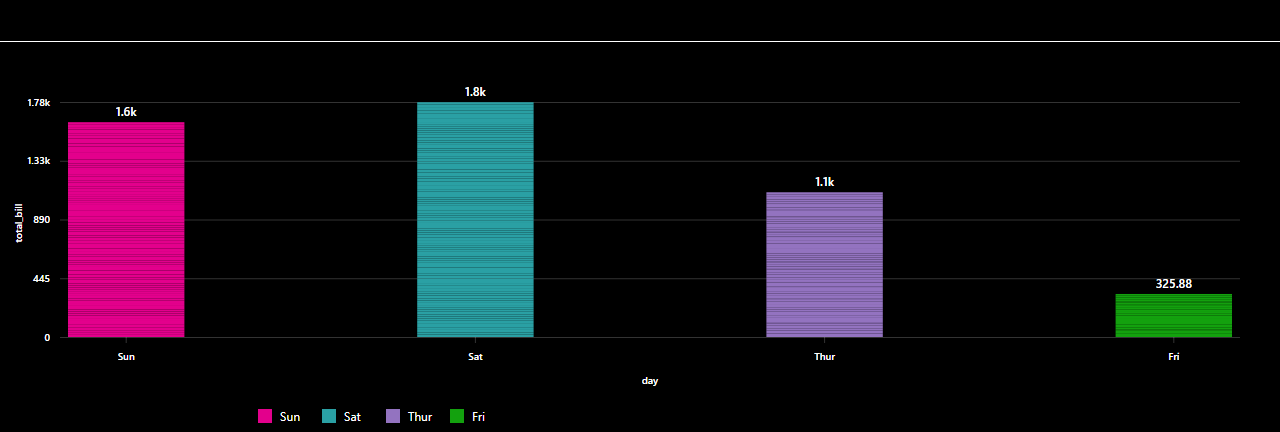 1.78k
1.33k
890
445
0
total_bill
1.6k
1.8k
1.1k
325.88
Sun Sat Thur Fri
day
Sun Sat Thur Fri